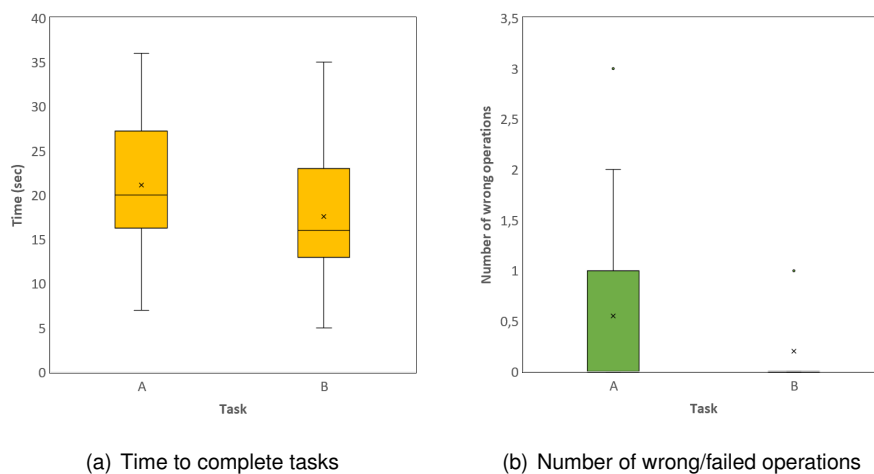 40
35
30
25
20
15
10
5
0
Time (sec)
A B
Task
(a) Time to complete tasks
3,5
3
2,5
2
1,5
1
0,5
0
Number of wrong operations
A B
Task
(b) Number of wrong/failed operations